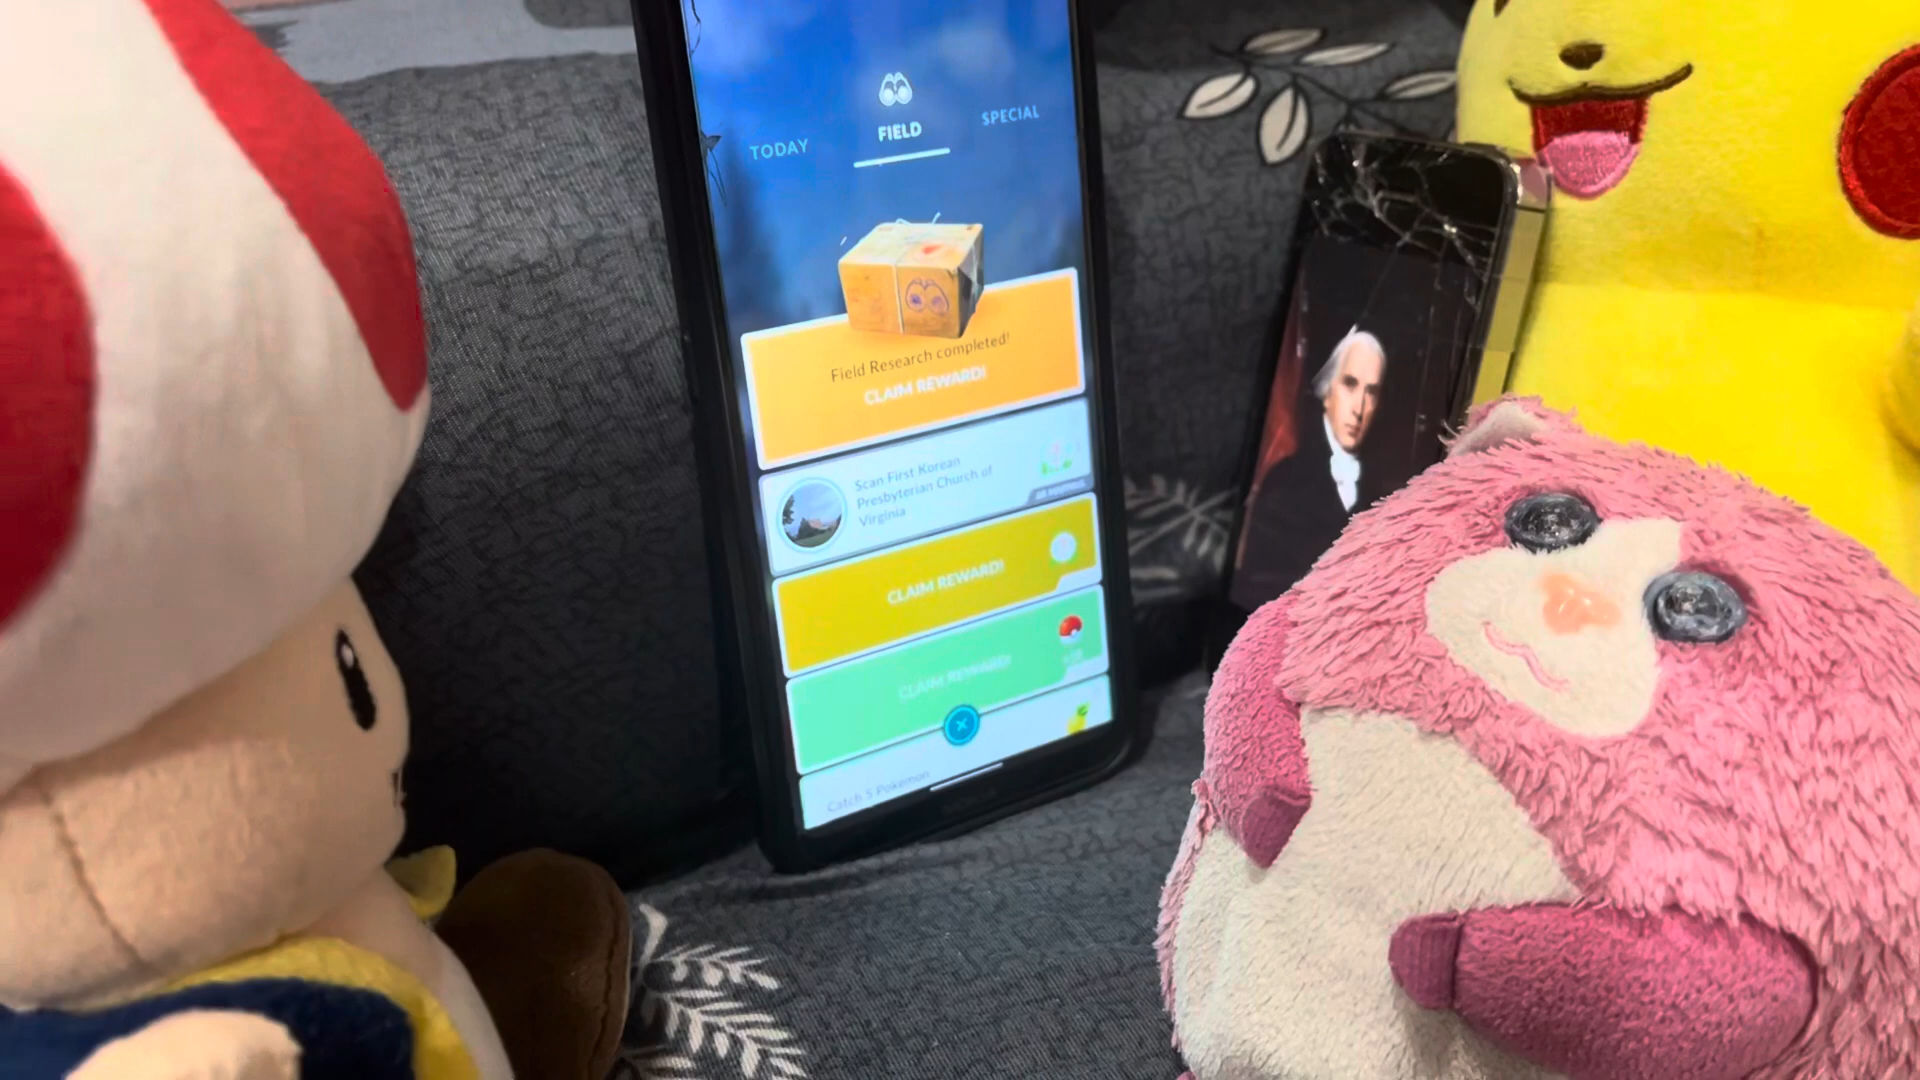 TODAY
FIELD
SPECIAL
Field Research completed!
CLAIM REWARD!
Scan First Korean
Presbyterian Church of
Virginia
CLAIM REWARD!
CLAIM REWARD!
Catch 5 Pokemon